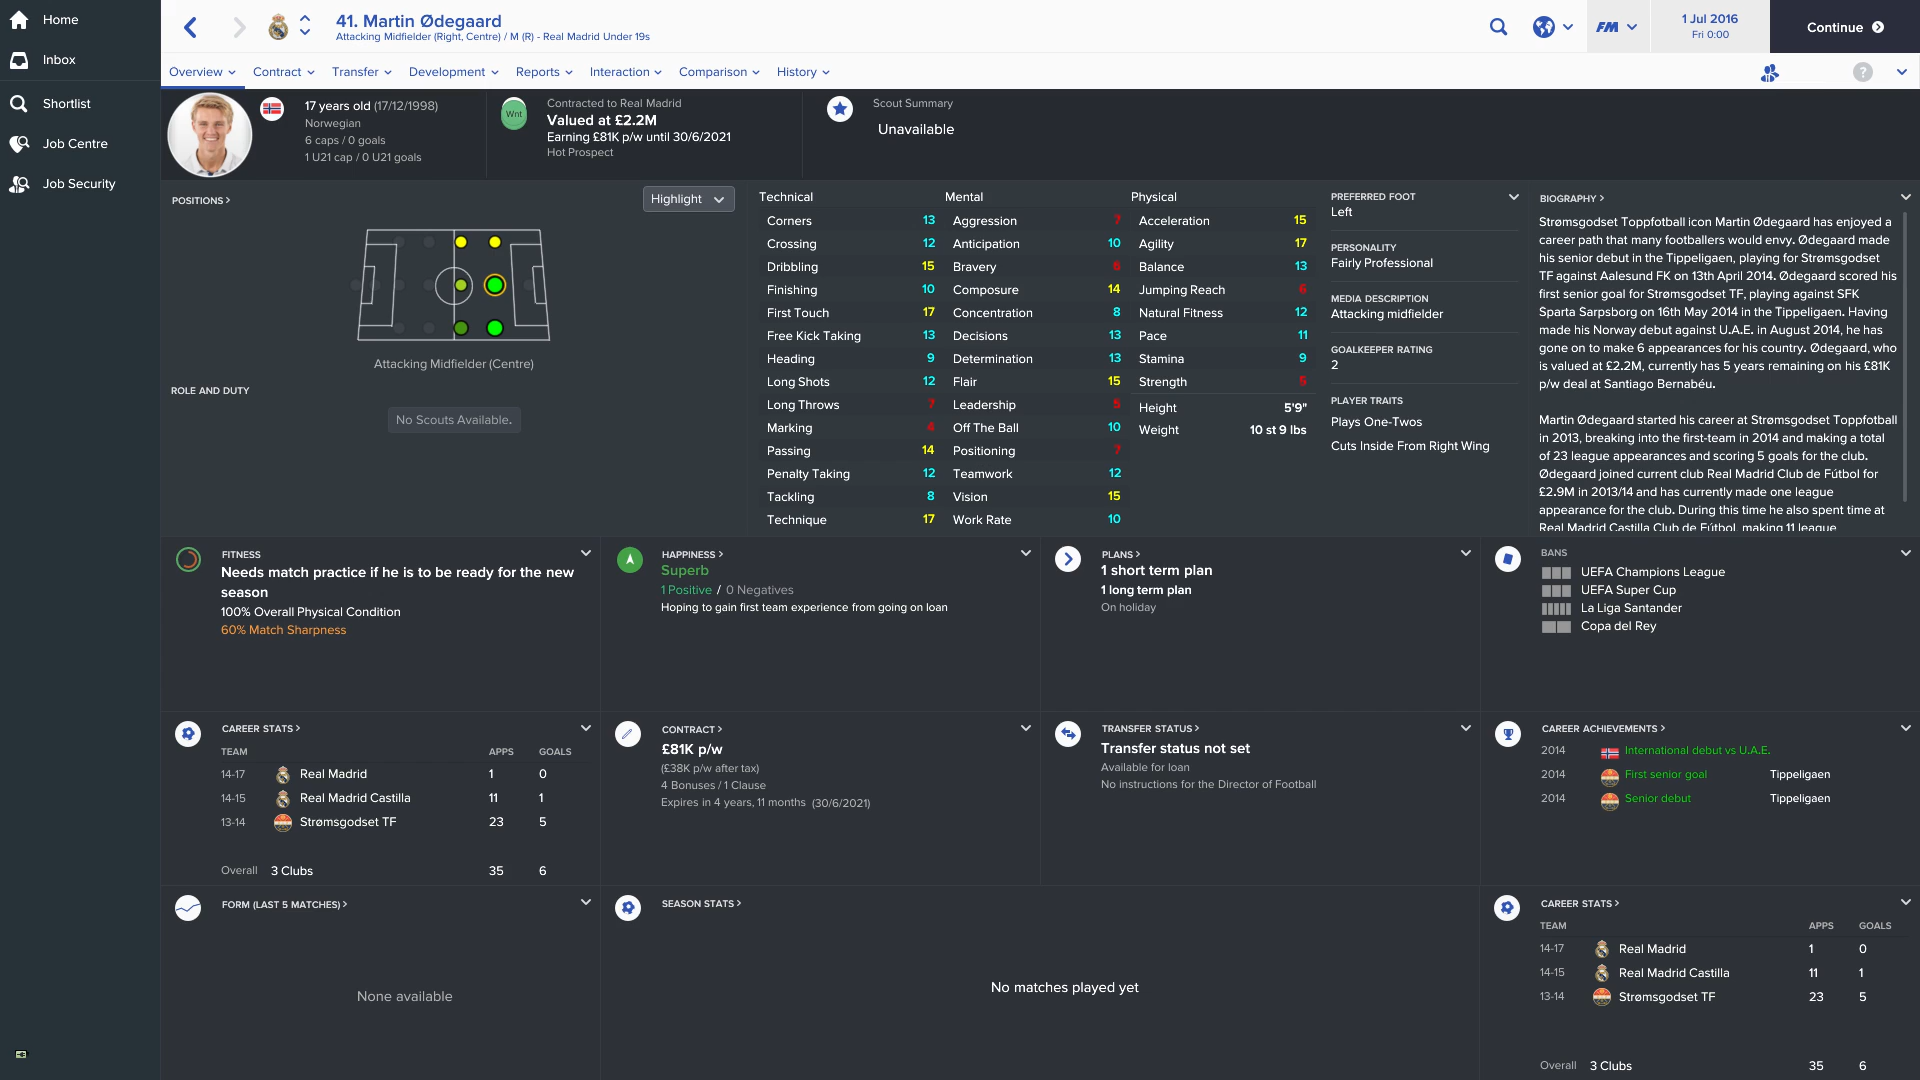 Home
Inbox
Shortlist
Job Centre
Job Security
41. Martin Ødegaard
Attacking Midfielder (Right, Centre) / M (R) - Real Madrid Under 19s
FM
1 Jul 2016
Fri 0:00
Continue
Overview
Contract
Transfer
Development
Reports
Interaction
Comparison
History
?
17 years old (17/12/1998)
Norwegian
6 caps / 0 goals
1 U21 cap / 0 U21 goals
Wnt
Contracted to Real Madrid
Valued at £2.2M
Earning £81K p/w until 30/6/2021
Hot Prospect
Scout Summary
Unavailable
POSITIONS >
Highlight
Attacking Midfielder (Centre)
ROLE AND DUTY
No Scouts Available.
Technical
Corners 13
Crossing 12
Dribbling 15
Finishing 10
First Touch 17
Free Kick Taking 13
Heading 9
Long Shots 12
Long Throws 7
Marking 4
Passing 14
Penalty Taking 12
Tackling 8
Technique 17
Mental
Aggression 7
Anticipation 10
Bravery 6
Composure 14
Concentration 8
Decisions 13
Determination 13
Flair 15
Leadership 5
Off The Ball 10
Positioning 7
Teamwork 12
Vision 15
Work Rate 10
Physical
Acceleration 15
Agility 17
Balance 13
Jumping Reach 6
Natural Fitness 12
Pace 11
Stamina 9
Strength 5
Height 5'9"
Weight 10 st 9 lbs
PREFERRED FOOT
Left
PERSONALITY
Fairly Professional
MEDIA DESCRIPTION
Attacking midfielder
GOALKEEPER RATING
2
PLAYER TRAITS
Plays One-Twos
Cuts Inside From Right Wing
BIOGRAPHY >
Strømsgodset Toppfotball icon Martin Ødegaard has enjoyed a
career path that many footballers would envy. Ødegaard made
his senior debut in the Tippeligaen, playing for Strømsgodset
TF against Aalesund FK on 13th April 2014. Ødegaard scored his
first senior goal for Strømsgodset TF, playing against SFK
Sparta Sarpsborg on 16th May 2014 in the Tippeligaen. Having
made his Norway debut against U.A.E. in August 2014, he has
gone on to make 6 appearances for his country. Ødegaard, who
is valued at £2.2M, currently has 5 years remaining on his £81K
p/w deal at Santiago Bernabéu.
Martin Ødegaard started his career at Strømsgodset Toppfotball
in 2013, breaking into the first-team in 2014 and making a total
of 23 league appearances and scoring 5 goals for the club.
Ødegaard joined current club Real Madrid Club de Fútbol for
£2.9M in 2013/14 and has currently made one league
appearance for the club. During this time he also spent time at
Real Madrid Castilla Club de Fútbol, making 11 league
FITNESS
Needs match practice if he is to be ready for the new
season
100% Overall Physical Condition
60% Match Sharpness
HAPPINESS >
Superb
1 Positive / 0 Negatives
Hoping to gain first team experience from going on loan
PLANS >
1 short term plan
1 long term plan
On holiday
BANS
UEFA Champions League
UEFA Super Cup
La Liga Santander
Copa del Rey
CAREER STATS >
TEAM APPS GOALS
14-17 Real Madrid 1 0
14-15 Real Madrid Castilla 11 1
13-14 Strømsgodset TF 23 5
Overall 3 Clubs 35 6
CONTRACT >
£81K p/w
(£38K p/w after tax)
4 Bonuses / 1 Clause
Expires in 4 years, 11 months (30/6/2021)
TRANSFER STATUS >
Transfer status not set
Available for loan
No instructions for the Director of Football
CAREER ACHIEVEMENTS >
2014 International debut vs U.A.E.
2014 First senior goal Tippeligaen
2014 Senior debut Tippeligaen
FORM (LAST 5 MATCHES) >
None available
SEASON STATS >
No matches played yet
CAREER STATS >
TEAM APPS GOALS
14-17 Real Madrid 1 0
14-15 Real Madrid Castilla 11 1
13-14 Strømsgodset TF 23 5
Overall 3 Clubs 35 6